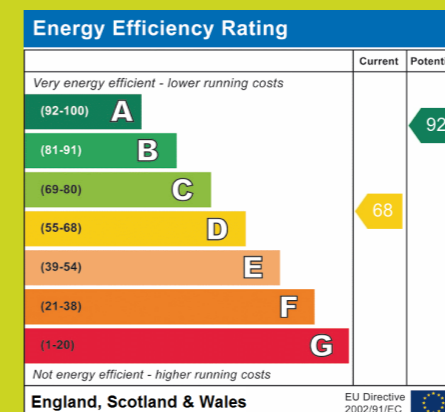 Energy Efficiency Rating
Current
Very energy efficient - lower running costs
(92-100) A
92
(81-91) B
(69-80) C
68
(55-68) D
(39-54) E
(21-38) F
(1-20) G
Not energy efficient - higher running costs
England, Scotland & Wales
EU Directive
2002/91/EC